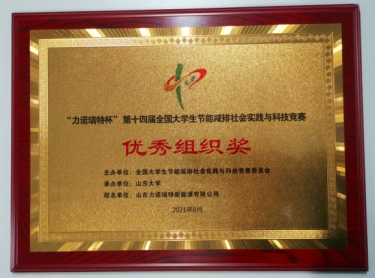 “力诺瑞特杯”第十四届全国大学生节能减排社会实践与科技竞赛
优秀组织奖
主办单位：全国大学生节能减排社会实践与科技竞赛委员会
承办单位：山东大学
冠名单位：山东力诺瑞特新能源有限公司
2021年8月